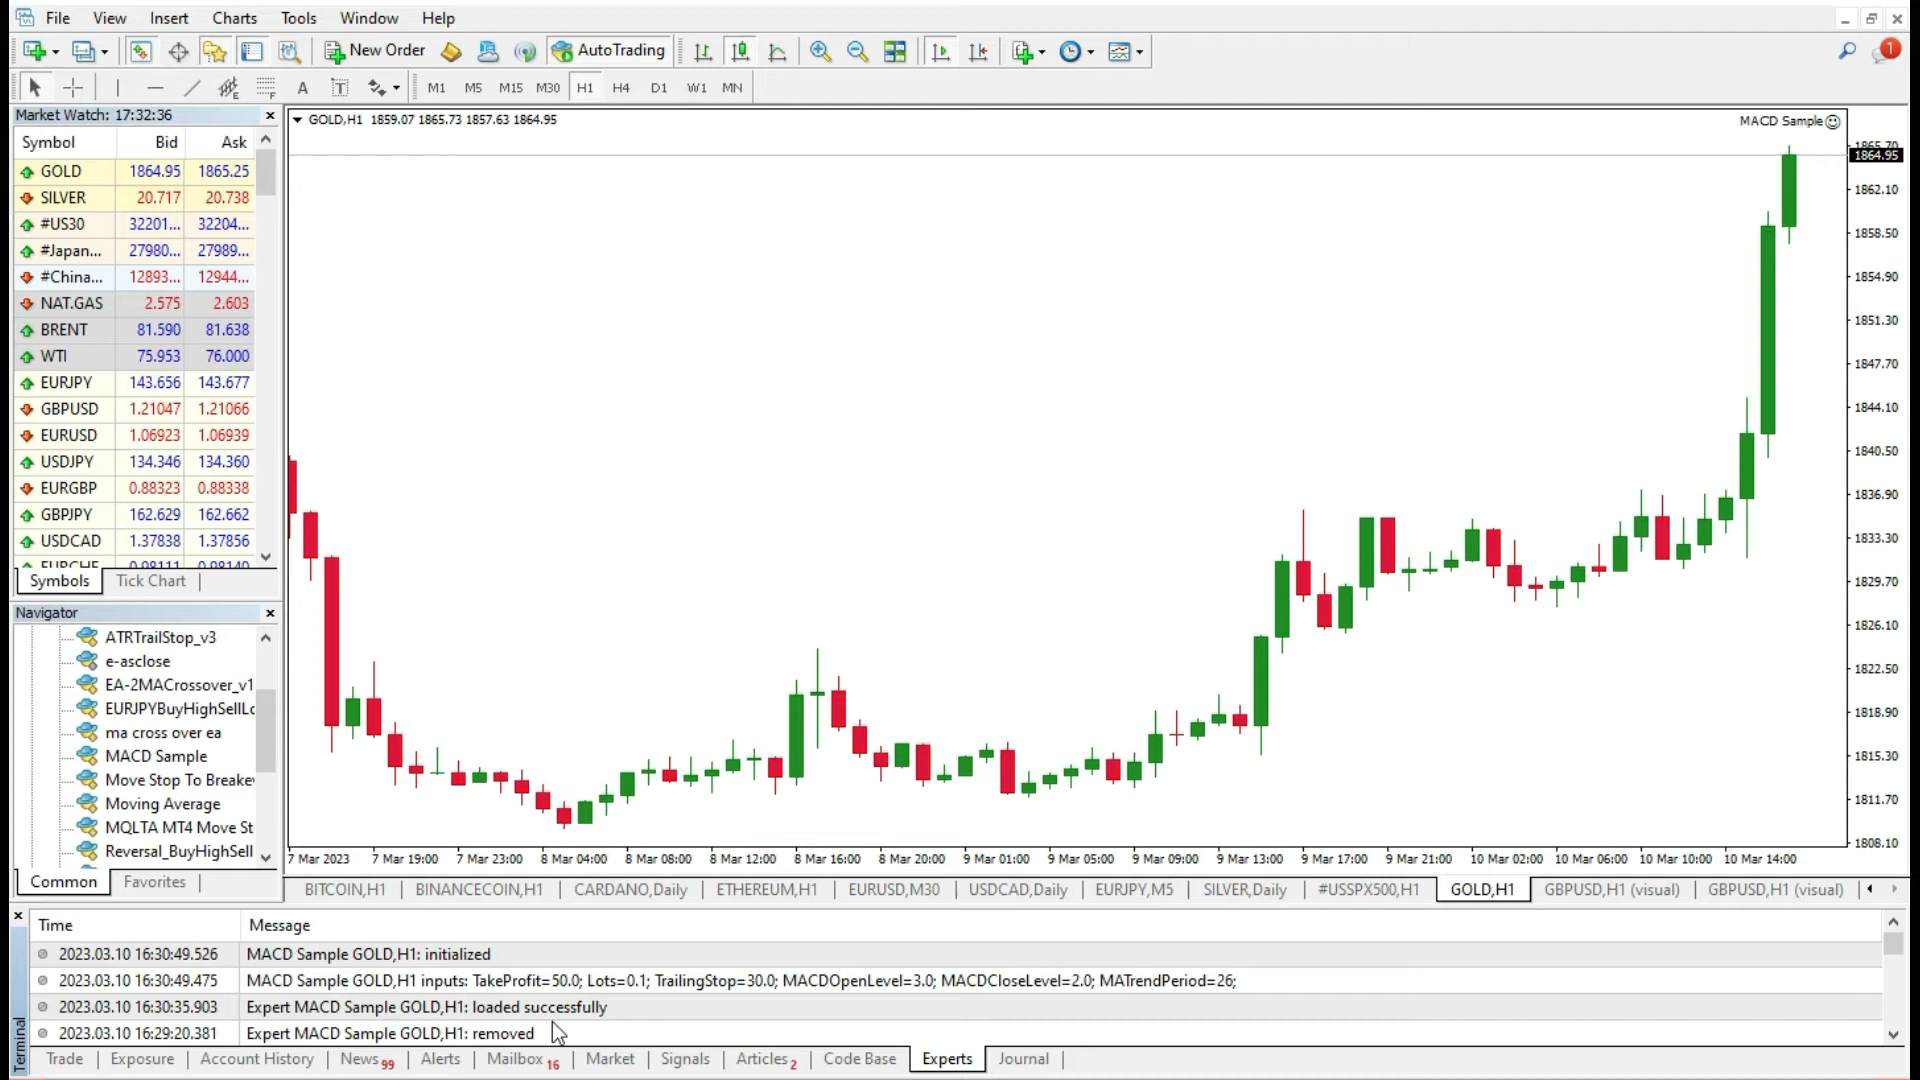 File View Insert Charts Tools Window Help
New Order AutoTrading 1
E F A T M1 M5 M15 M30 H1 H4 D1 W1 MN
Market Watch: 17:32:36
Symbol Bid Ask
GOLD 1864.95 1865.25
SILVER 20.717 20.738
#US30 32201... 32204...
#Japan... 27980... 27989...
#China... 12893... 12944...
NAT.GAS 2.575 2.603
BRENT 81.590 81.638
WTI 75.953 76.000
EURJPY 143.656 143.677
GBPUSD 1.21047 1.21066
EURUSD 1.06923 1.06939
USDJPY 134.346 134.360
EURGBP 0.88323 0.88338
GBPJPY 162.629 162.662
USDCAD 1.37838 1.37856
Symbols Tick Chart
Navigator
ATRTrailStop_v3
e-asclose
EA-2MACrossover_v1
EURJPYBuyHighSellLo
ma cross over ea
MACD Sample
Move Stop To Breakev
Moving Average
MQLTA MT4 Move St
Reversal_BuyHighSell
Common Favorites
GOLD,H1 1859.07 1865.73 1857.63 1864.95
MACD Sample
1864.95
1862.10
1858.50
1854.90
1851.30
1847.70
1844.10
1840.50
1836.90
1833.30
1829.70
1826.10
1822.50
1818.90
1815.30
1811.70
1808.10
7 Mar 2023 7 Mar 19:00 7 Mar 23:00 8 Mar 04:00 8 Mar 08:00 8 Mar 12:00 8 Mar 16:00 8 Mar 20:00 9 Mar 01:00 9 Mar 05:00 9 Mar 09:00 9 Mar 13:00 9 Mar 17:00 9 Mar 21:00 10 Mar 02:00 10 Mar 06:00 10 Mar 10:00 10 Mar 14:00
BITCOIN,H1 BINANCECOIN,H1 CARDANO,Daily ETHEREUM,H1 EURUSD,M30 USDCAD,Daily EURJPY,M5 SILVER,Daily #USSPX500,H1 GOLD,H1 GBPUSD,H1 (visual) GBPUSD,H1 (visual)
Time Message
2023.03.10 16:30:49.526 MACD Sample GOLD,H1: initialized
2023.03.10 16:30:49.475 MACD Sample GOLD,H1 inputs: TakeProfit=50.0; Lots=0.1; TrailingStop=30.0; MACDOpenLevel=3.0; MACDCloseLevel=2.0; MATrendPeriod=26;
2023.03.10 16:30:35.903 Expert MACD Sample GOLD,H1: loaded successfully
2023.03.10 16:29:20.381 Expert MACD Sample GOLD,H1: removed
Terminal
Trade Exposure Account History News 99 Alerts Mailbox 16 Market Signals Articles 2 Code Base Experts Journal